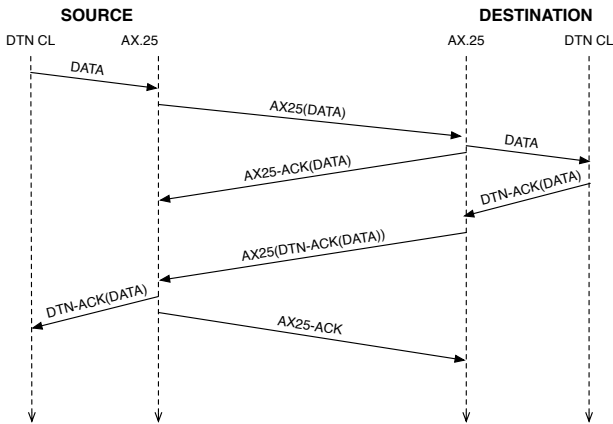 SOURCE DESTINATION
DTN CL AX.25 AX.25 DTN CL
DATA
AX25(DATA)
DATA
AX25-ACK(DATA)
DTN-ACK(DATA)
AX25(DTN-ACK(DATA))
DTN-ACK(DATA)
AX25-ACK